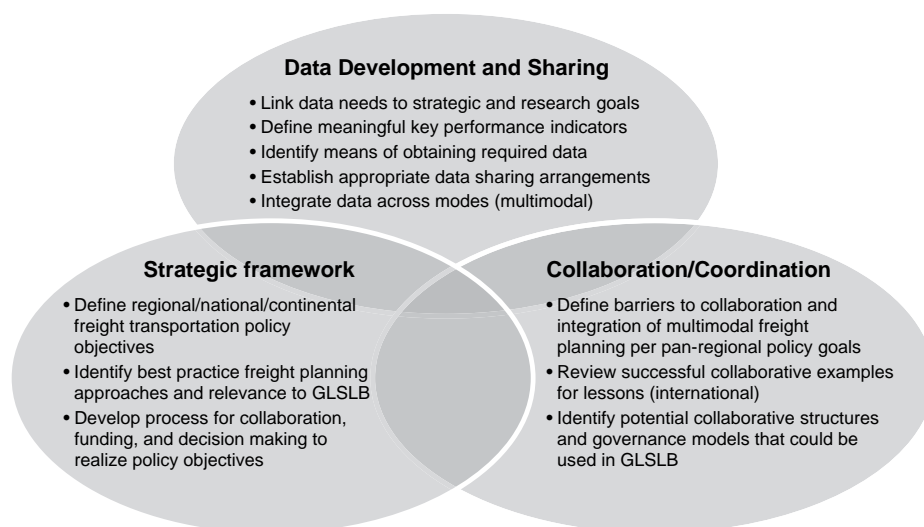 Data Development and Sharing
• Link data needs to strategic and research goals
• Define meaningful key performance indicators
• Identify means of obtaining required data
• Establish appropriate data sharing arrangements
• Integrate data across modes (multimodal)
Strategic framework
• Define regional/national/continental
freight transportation policy
objectives
• Identify best practice freight planning
approaches and relevance to GLSLB
• Develop process for collaboration,
funding, and decision making to
realize policy objectives
Collaboration/Coordination
• Define barriers to collaboration and
integration of multimodal freight
planning per pan-regional policy goals
• Review successful collaborative examples
for lessons (international)
• Identify potential collaborative structures
and governance models that could be
used in GLSLB